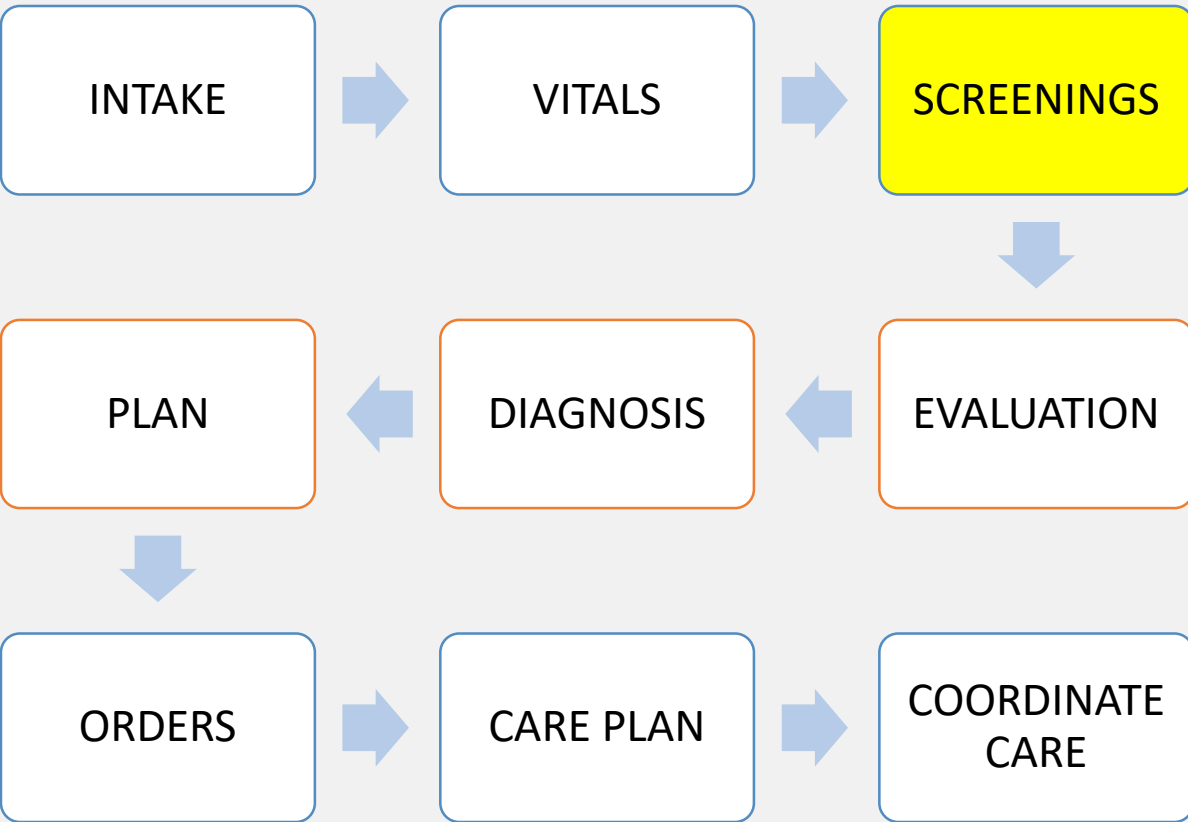 INTAKE
VITALS
SCREENINGS
EVALUATION
DIAGNOSIS
PLAN
ORDERS
CARE PLAN
COORDINATE
CARE